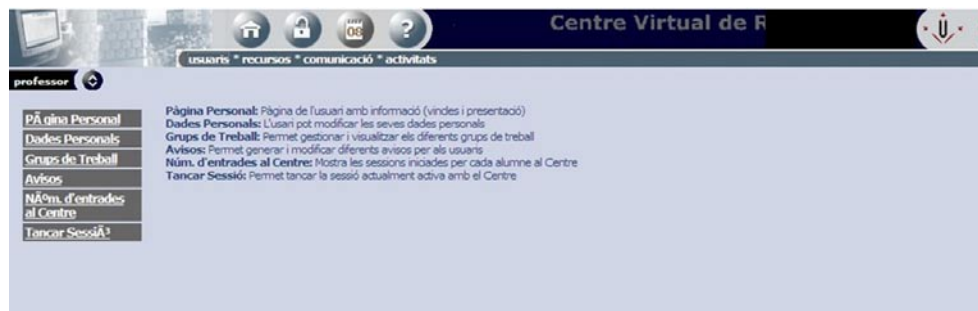 08
?
Centre Virtual de R
usuaris * recursos * comunicació * activitats
professor
PÃ gina Personal
Dades Personals
Grups de Treball
Avisos
NÃºm. d'entrades
al Centre
Tancar SessiÃ³
Pàgina Personal: Pàgina de l'usuari amb informació (vindes i presentació)
Dades Personals: L'usari pot modificar les seves dades personals
Grups de Treball: Permet gestionar i visualitzar els diferents grups de treball
Avisos: Permet generar i modificar diferents avisos per als usuaris
Núm. d'entrades al Centre: Mostra les sessions iniciades per cada alumne al Centre
Tancar Sessió: Permet tancar la sessió actualment activa amb el Centre